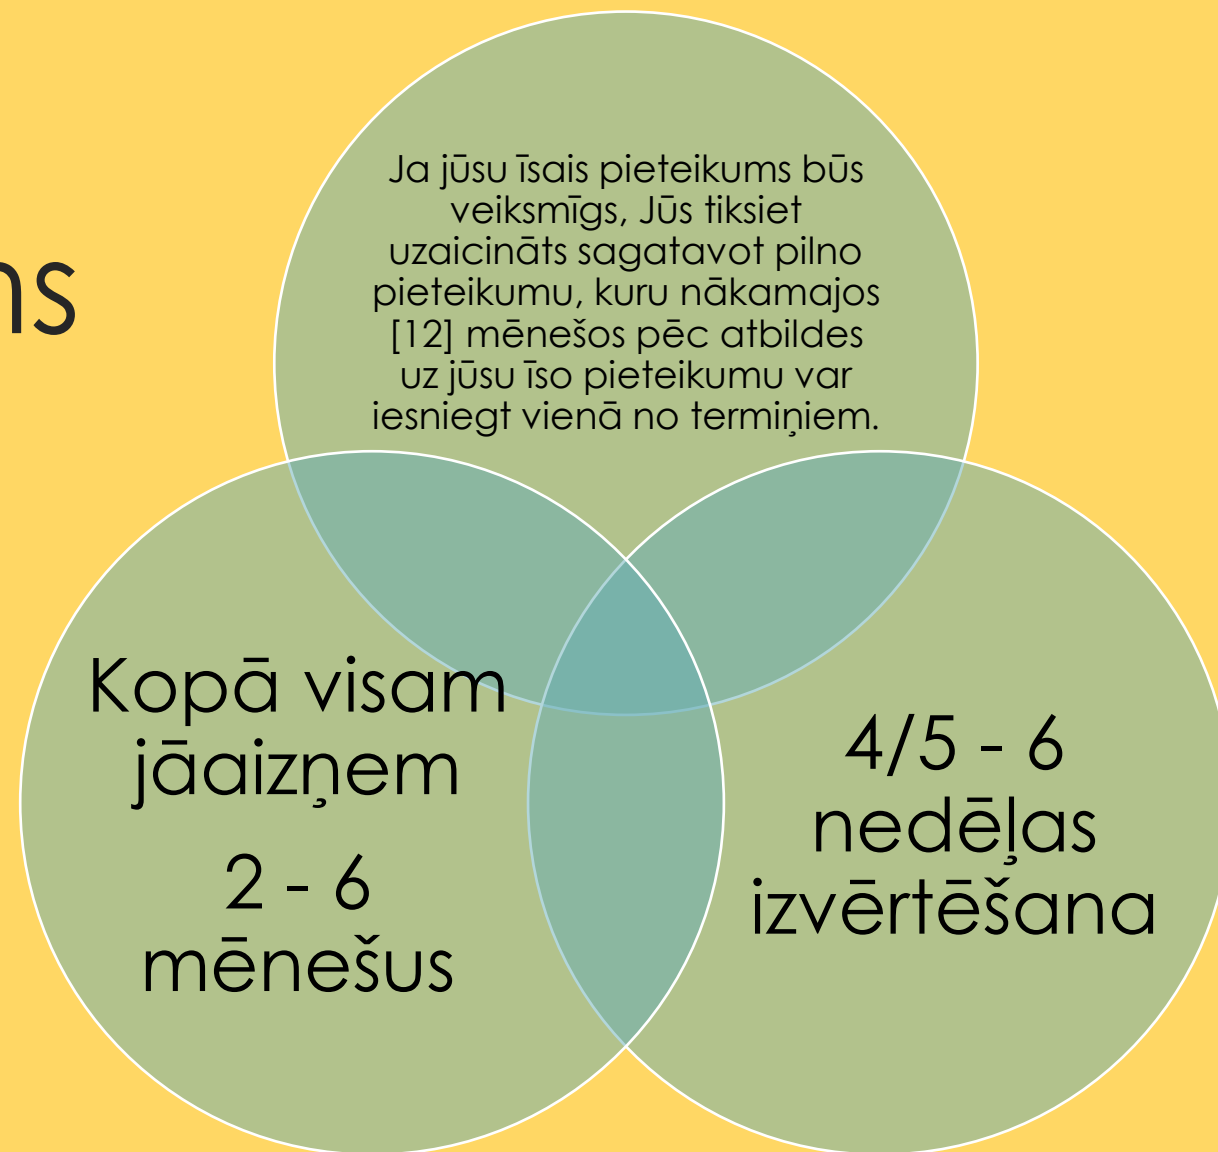 Ja jūsu īsais pieteikums būs
veiksmīgs, Jūs tiksiet
uzaicināts sagatavot pilno
pieteikumu, kuru nākamajos
[12] mēnešos pēc atbildes
uz jūsu īso pieteikumu var
iesniegt vienā no termiņiem.
Kopā visam
jāaizņem
2 - 6
mēnešus
4/5 - 6
nedēļas
izvērtēšana